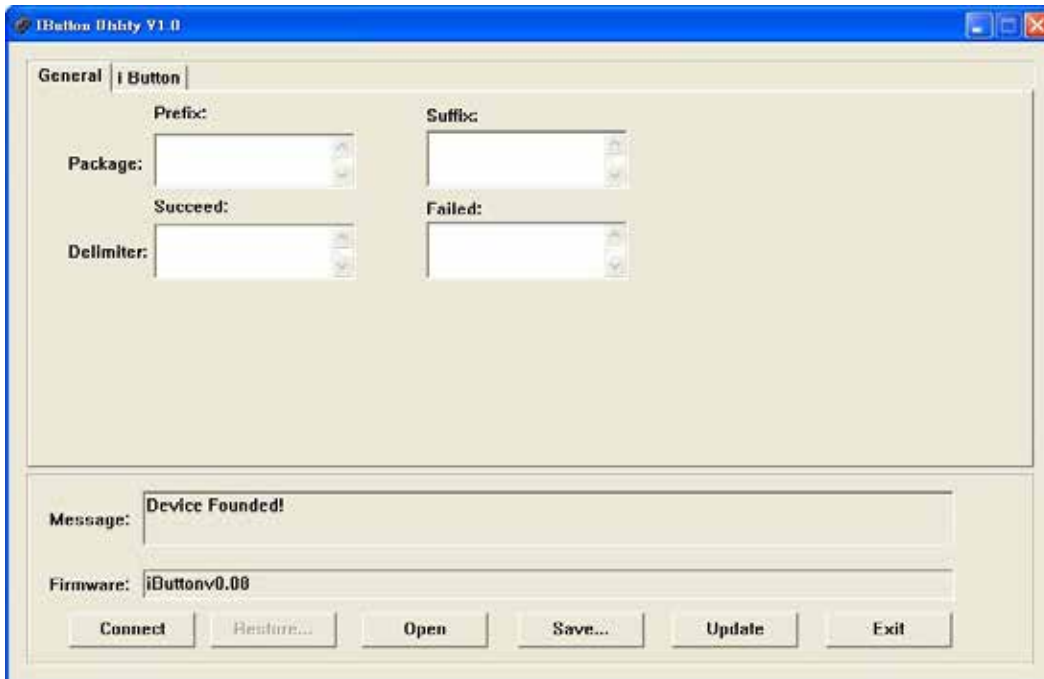 IButton Utility V1.0
General i Button
Prefix: Suffix:
Package:
Succeed: Failed:
Delimiter:
Message: Device Founded!
Firmware: iButtonv0.08
Connect Restore... Open Save... Update Exit